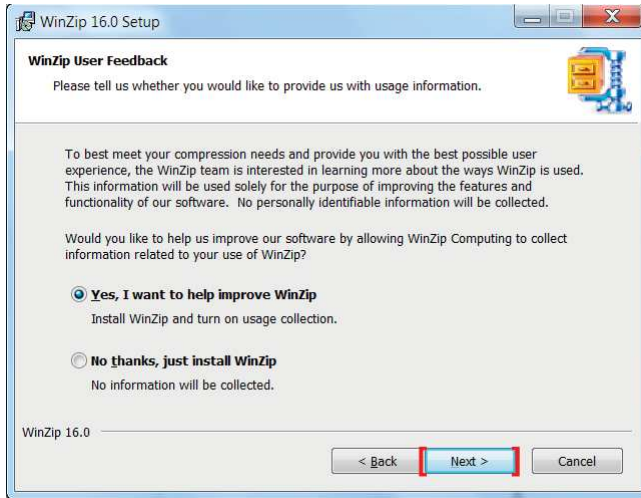 WinZip 16.0 Setup
WinZip User Feedback
Please tell us whether you would like to provide us with usage information.
To best meet your compression needs and provide you with the best possible user
experience, the WinZip team is interested in learning more about the ways WinZip is used.
This information will be used solely for the purpose of improving the features and
functionality of our software. No personally identifiable information will be collected.
Would you like to help us improve our software by allowing WinZip Computing to collect
information related to your use of WinZip?
Yes, I want to help improve WinZip
Install WinZip and turn on usage collection.
No thanks, just install WinZip
No information will be collected.
WinZip 16.0
< Back Next > Cancel